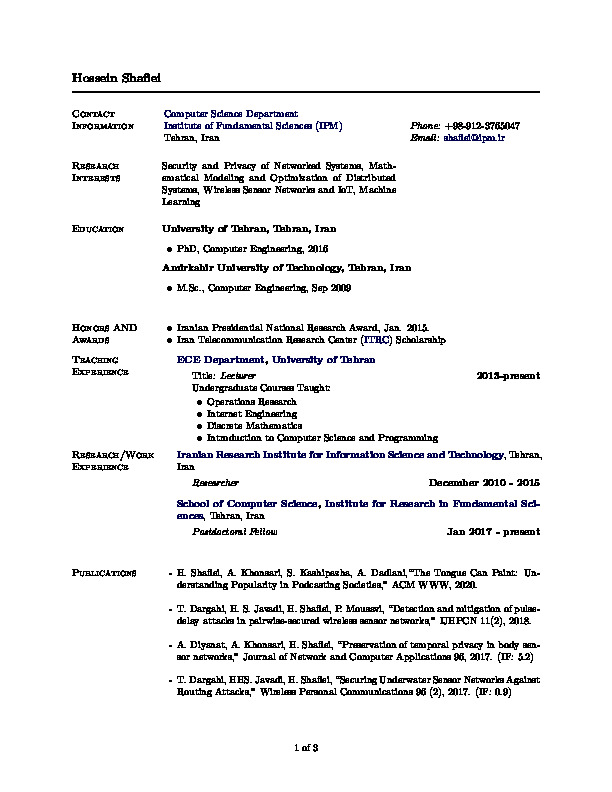 Hossein Shafiei
CONTACT INFORMATION
Computer Science Department
Institute of Fundamental Sciences (IPM)
Tehran, Iran
Phone: +98-912-3765047
Email: shafiei@ipm.ir
RESEARCH INTERESTS
Security and Privacy of Networked Systems, Math-
ematical Modeling and Optimization of Distributed
Systems, Wireless Sensor Networks and IoT, Machine
Learning
EDUCATION
University of Tehran, Tehran, Iran
• PhD, Computer Engineering, 2016
Amirkabir University of Technology, Tehran, Iran
• M.Sc., Computer Engineering, Sep 2009
HONORS AND AWARDS
• Iranian Presidential National Research Award, Jan. 2015.
• Iran Telecommunication Research Center (ITRC) Scholarship
TEACHING EXPERIENCE
ECE Department, University of Tehran
Title: Lecturer 2013-present
Undergraduate Courses Taught:
• Operations Research
• Internet Engineering
• Discrete Mathematics
• Introduction to Computer Science and Programming
RESEARCH/WORK EXPERIENCE
Iranian Research Institute for Information Science and Technology, Tehran,
Iran
Researcher December 2010 - 2015
School of Computer Science, Institute for Research in Fundamental Sci-
ences, Tehran, Iran
Postdoctoral Fellow Jan 2017 - present
PUBLICATIONS
- H. Shafiei, A. Khonsari, S. Kashipazha, A. Dadlani,"The Tongue Can Paint: Un-
derstanding Popularity in Podcasting Societies," ACM WWW, 2020.
- T. Dargahi, H. S. Javadi, H. Shafiei, P. Mousavi, "Detection and mitigation of pulse-
delay attacks in pairwise-secured wireless sensor networks," IJHPCN 11(2), 2018.
- A. Diyanat, A. Khonsari, H. Shafiei, "Preservation of temporal privacy in body sen-
sor networks," Journal of Network and Computer Applications 96, 2017. (IF: 5.2)
- T. Dargahi, HHS. Javadi, H. Shafiei, "Securing Underwater Sensor Networks Against
Routing Attacks," Wireless Personal Communications 96 (2), 2017. (IF: 0.9)
1 of 3